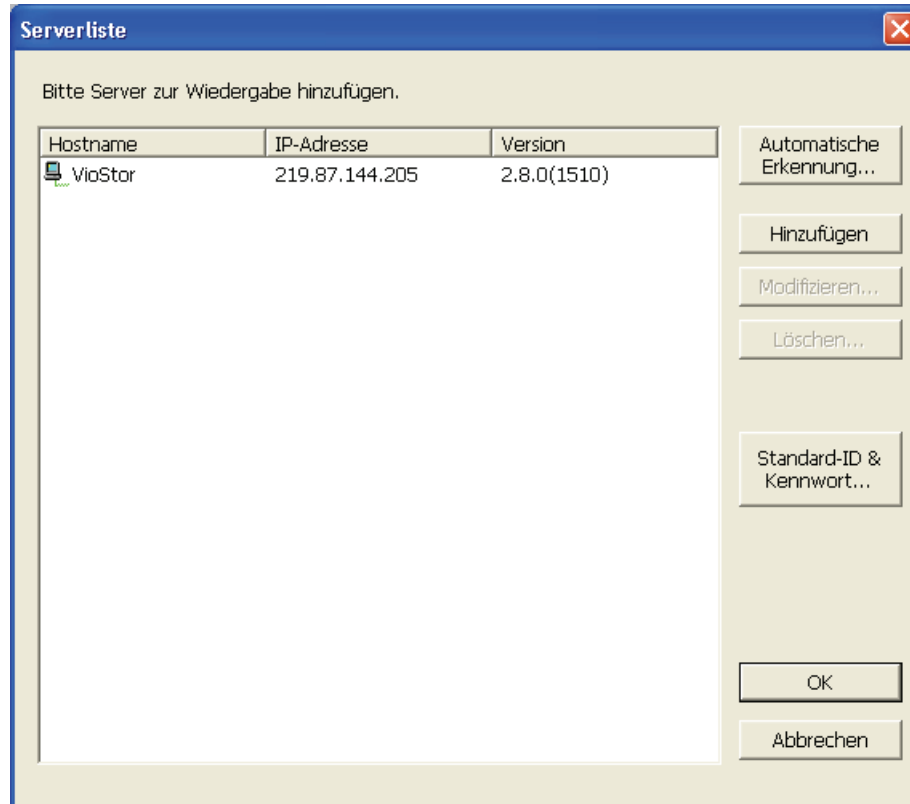 Serverliste
Bitte Server zur Wiedergabe hinzufügen.
Hostname IP-Adresse Version
VioStor 219.87.144.205 2.8.0(1510)
Automatische
Erkennung...
Hinzufügen
Modifizieren...
Löschen...
Standard-ID &
Kennwort...
OK
Abbrechen